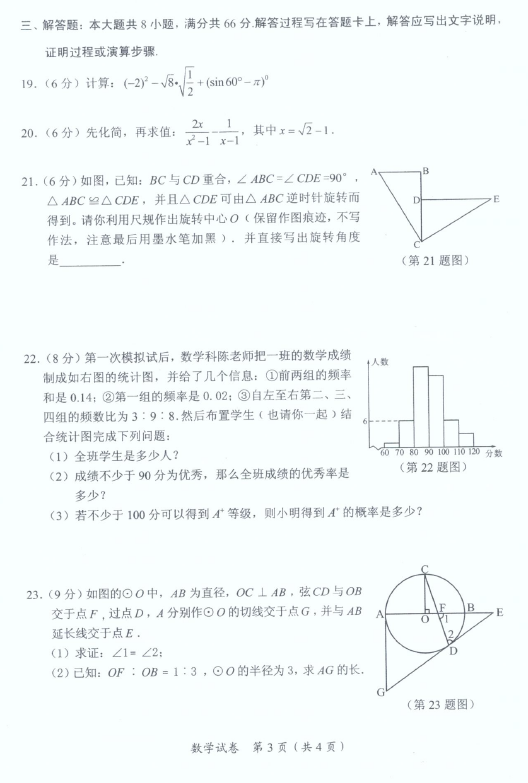 三、解答题：本大题共 8 小题，满分共 66 分.解答过程写在答题卡上，解答应写出文字说明，
证明过程或演算步骤.
19.（6 分）计算：(−2)² − √8·√(1/2) + (sin 60° − π)⁰
20.（6 分）先化简，再求值：2x/(x²−1) − 1/(x−1)，其中 x = √2 − 1.
21.（6 分）如图,已知：BC 与 CD 重合,∠ ABC =∠ CDE =90°，
△ ABC ≌△ CDE ，并且△ CDE 可由△ ABC 逆时针旋转而
得到。请你利用尺规作出旋转中心 O（ 保留作图痕迹，不写
作法，注意最后用墨水笔加黑）. 并直接写出旋转角度
是________.
A
B
D
E
C
（第 21 题图）
22.（8 分）第一次模拟试后，数学科陈老师把一班的数学成绩
制成如右图的统计图，并给了几个信息：①前两组的频率
和是 0.14；②第一组的频率是 0.02；③自左至右第二、三、
四组的频数比为 3：9：8.然后布置学生（ 也请你一起 ）结
合统计图完成下列问题：
（1）全班学生是多少人？
（2）成绩不少于 90 分为优秀，那么全班成绩的优秀率是
多少？
（3）若不少于 100 分可以得到 A⁺ 等级，则小明得到 A⁺ 的概率是多少？
人数
6
60 70 80 90 100 110 120 分数
（第 22 题图）
23.（9 分）如图的⊙O 中，AB 为直径，OC ⊥ AB，弦 CD 与 OB
交于点 F ,过点 D，A 分别作⊙O 的切线交于点 G，并与 AB
延长线交于点 E．
（1）求证：∠1= ∠2；
（2）已知：OF ：OB = 1：3 ，⊙O 的半径为 3，求 AG 的长.
C
A
O
F
1
B
E
2
D
G
（第 23 题图）
数学试卷 第 3 页（共 4 页）